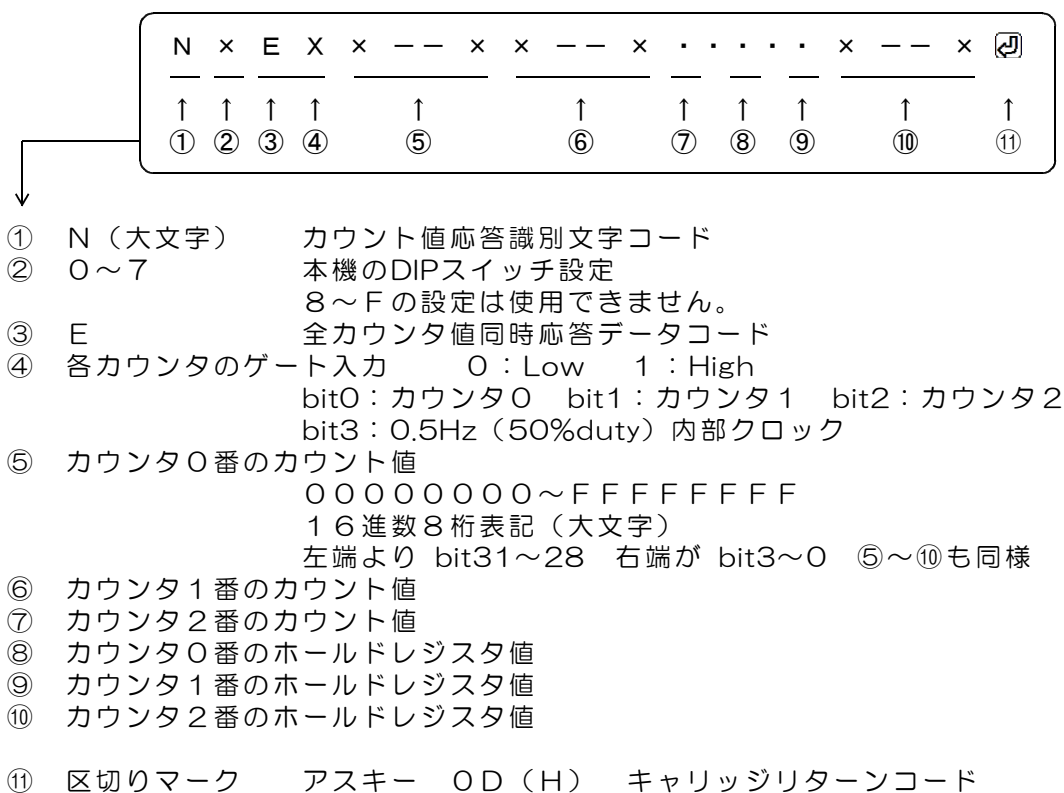 Ｎ × Ｅ Ｘ × －－ × × －－ × ・・・・・ × －－ × ⏎
↑ ↑ ↑ ↑ ↑ ↑ ↑ ↑ ↑ ↑ ↑
① ② ③ ④ ⑤ ⑥ ⑦ ⑧ ⑨ ⑩ ⑪
① Ｎ（大文字） カウント値応答識別文字コード
② ０～７ 本機のDIPスイッチ設定
８～Ｆの設定は使用できません。
③ Ｅ 全カウンタ値同時応答データコード
④ 各カウンタのゲート入力 ０：Low １：High
bit0：カウンタ０ bit1：カウンタ１ bit2：カウンタ２
bit3：0.5Hz（50%duty）内部クロック
⑤ カウンタ０番のカウント値
００００００００～ＦＦＦＦＦＦＦＦ
１６進数８桁表記（大文字）
左端より bit31～28 右端が bit3～0 ⑤～⑩も同様
⑥ カウンタ１番のカウント値
⑦ カウンタ２番のカウント値
⑧ カウンタ０番のホールドレジスタ値
⑨ カウンタ１番のホールドレジスタ値
⑩ カウンタ２番のホールドレジスタ値
⑪ 区切りマーク アスキー ０Ｄ（Ｈ） キャリッジリターンコード